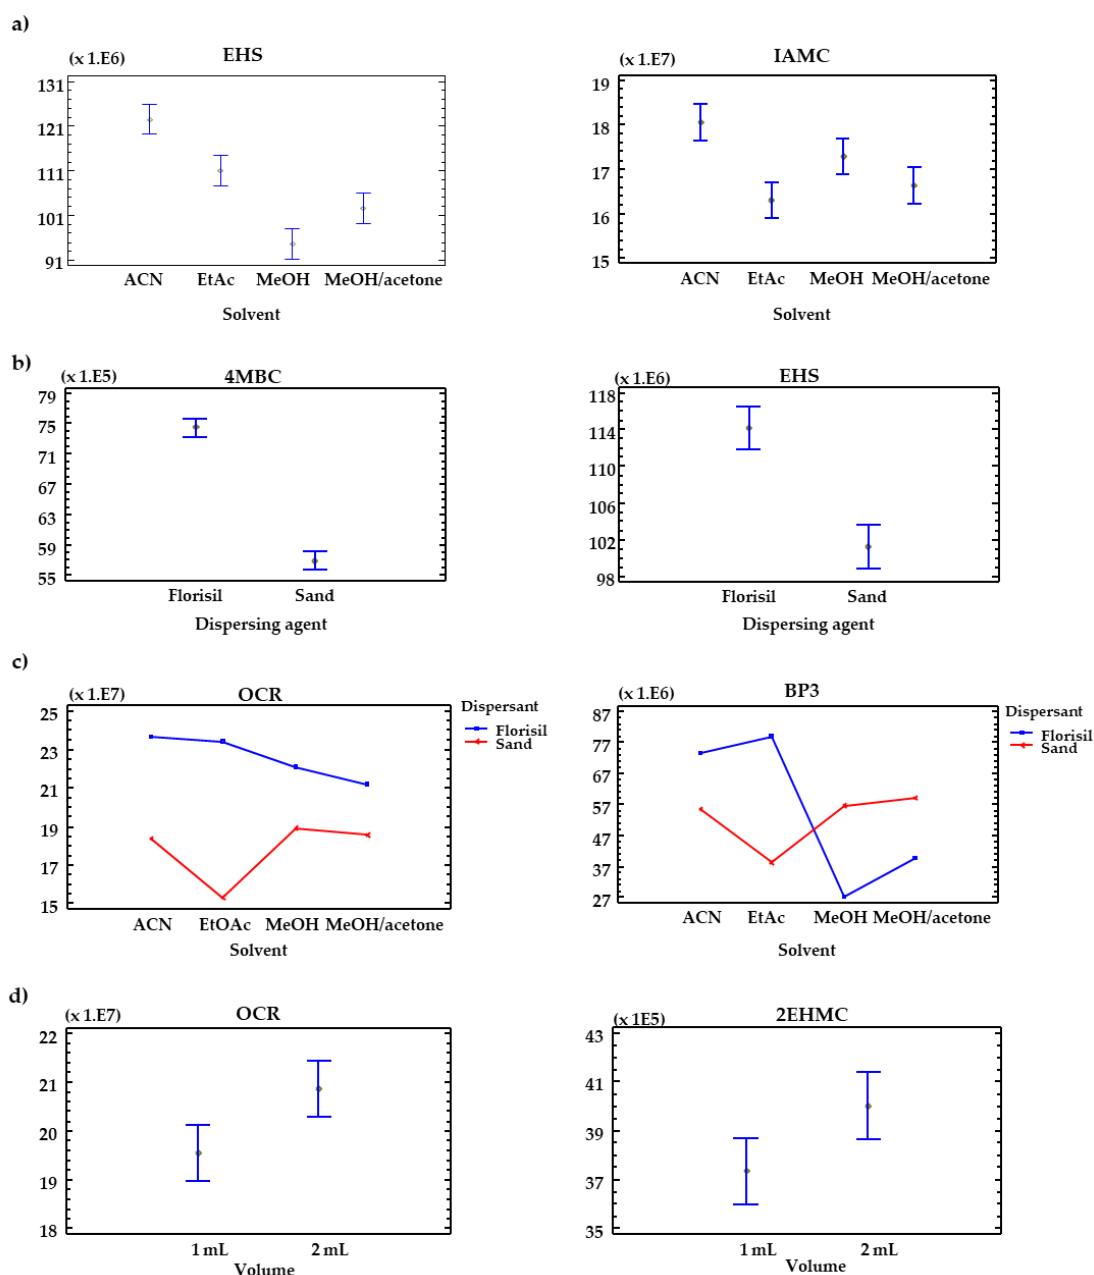 a)
(x 1.E6)
EHS
131
121
111
101
91
ACN EtAc MeOH MeOH/acetone
Solvent
(x 1.E7)
IAMC
19
18
17
16
15
ACN EtAc MeOH MeOH/acetone
Solvent
b)
(x 1.E5)
4MBC
79
75
71
67
63
59
55
Florisil Sand
Dispersing agent
(x 1.E6)
EHS
118
114
110
106
102
98
Florisil Sand
Dispersing agent
c)
(x 1.E7)
OCR
25
23
21
19
17
15
ACN EtOAc MeOH MeOH/acetone
Solvent
Dispersant
Florisil
Sand
(x 1.E6)
BP3
87
77
67
57
47
37
27
ACN EtAc MeOH MeOH/acetone
Solvent
Dispersant
Florisil
Sand
d)
(x 1.E7)
OCR
22
21
20
19
18
1 mL 2 mL
Volume
(x 1E5)
2EHMC
43
41
39
37
35
1 mL 2 mL
Volume